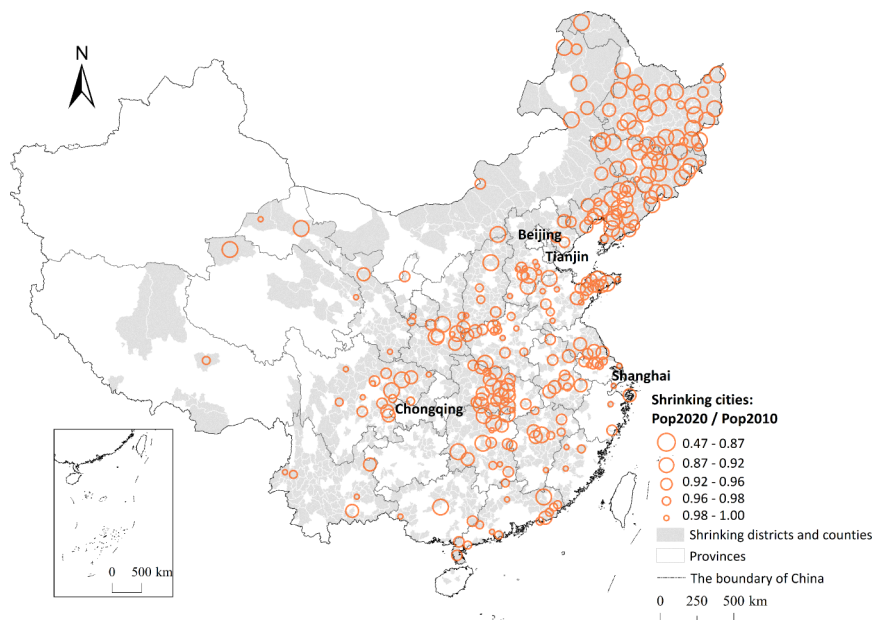 N
Beijing
Tianjin
Shanghai
Chongqing
Shrinking cities:
Pop2020 / Pop2010
0.47 - 0.87
0.87 - 0.92
0.92 - 0.96
0.96 - 0.98
0.98 - 1.00
Shrinking districts and counties
Provinces
The boundary of China
0 500 km
0 250 500 km